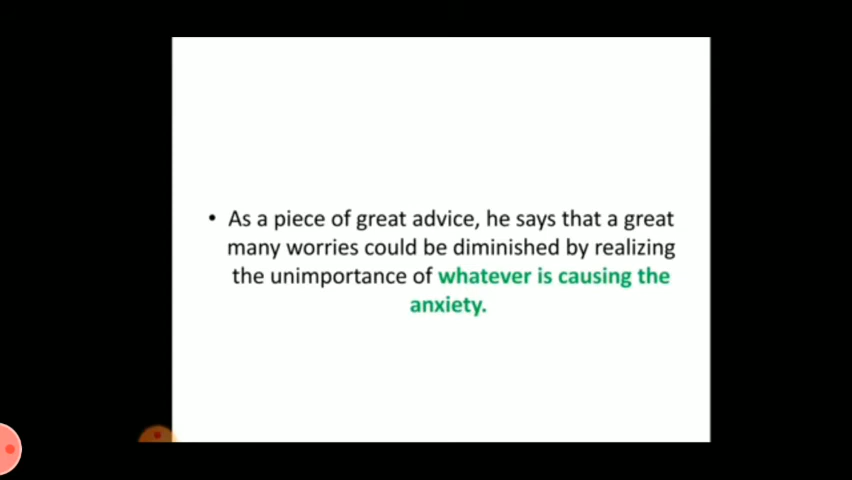 • As a piece of great advice, he says that a great
many worries could be diminished by realizing
the unimportance of whatever is causing the
anxiety.